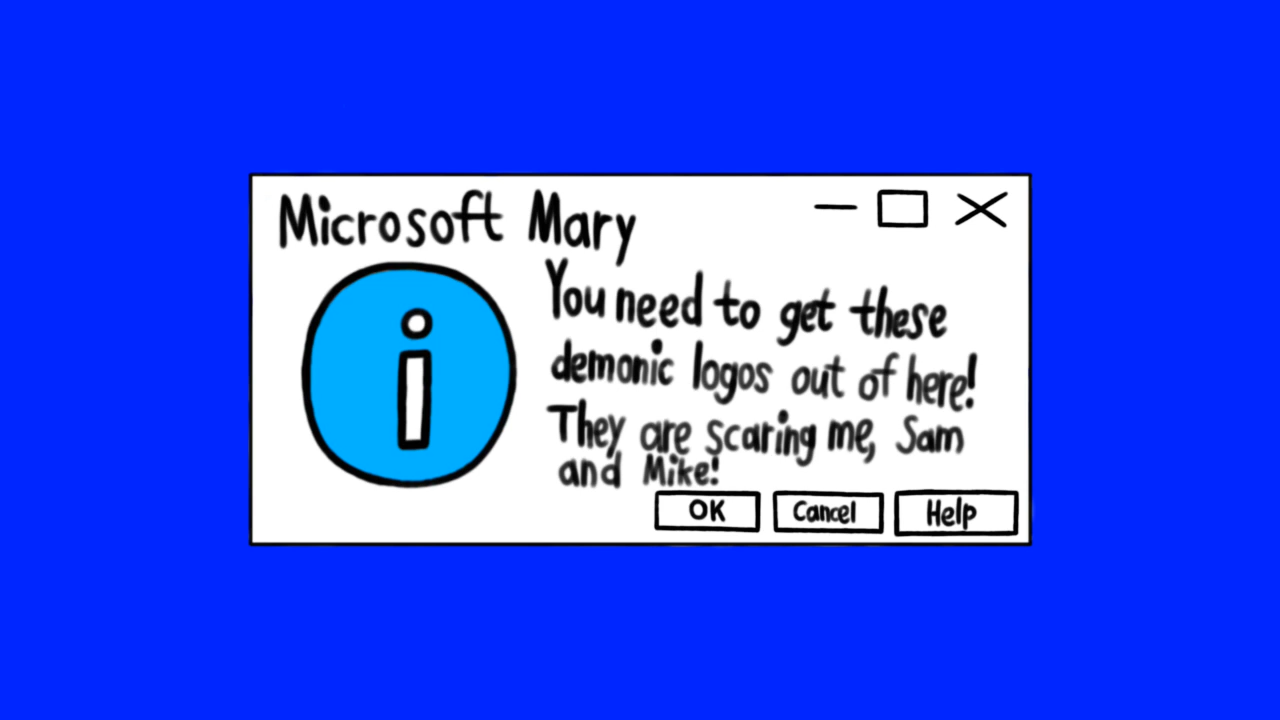 Microsoft Mary
You need to get these
demonic logos out of here!
They are scaring me, Sam
and Mike!
OK Cancel Help